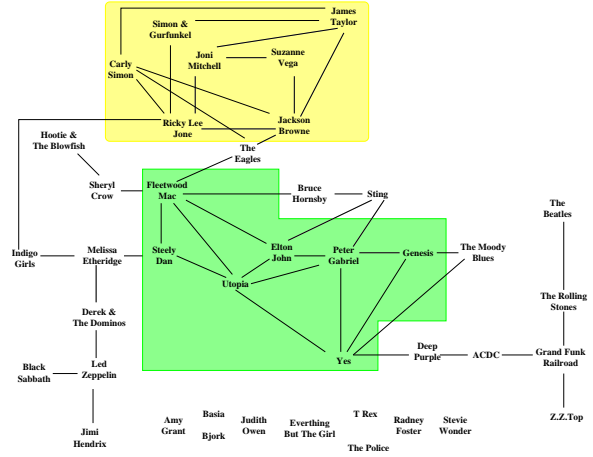 James
Taylor
Simon &
Gurfunkel
Joni
Mitchell
Suzanne
Vega
Carly
Simon
Ricky Lee
Jone
Jackson
Browne
Hootie &
The Blowfish
The
Eagles
Sheryl
Crow
Fleetwood
Mac
Bruce
Hornsby
Sting
The
Beatles
Indigo
Girls
Melissa
Etheridge
Steely
Dan
Elton
John
Peter
Gabriel
Genesis
The Moody
Blues
Utopia
Derek &
The Dominos
The Rolling
Stones
Black
Sabbath
Led
Zeppelin
Yes
Deep
Purple
ACDC
Grand Funk
Railroad
Jimi
Hendrix
Amy
Grant
Basia
Bjork
Judith
Owen
Everthing
But The Girl
T Rex
The Police
Radney
Foster
Stevie
Wonder
Z.Z.Top